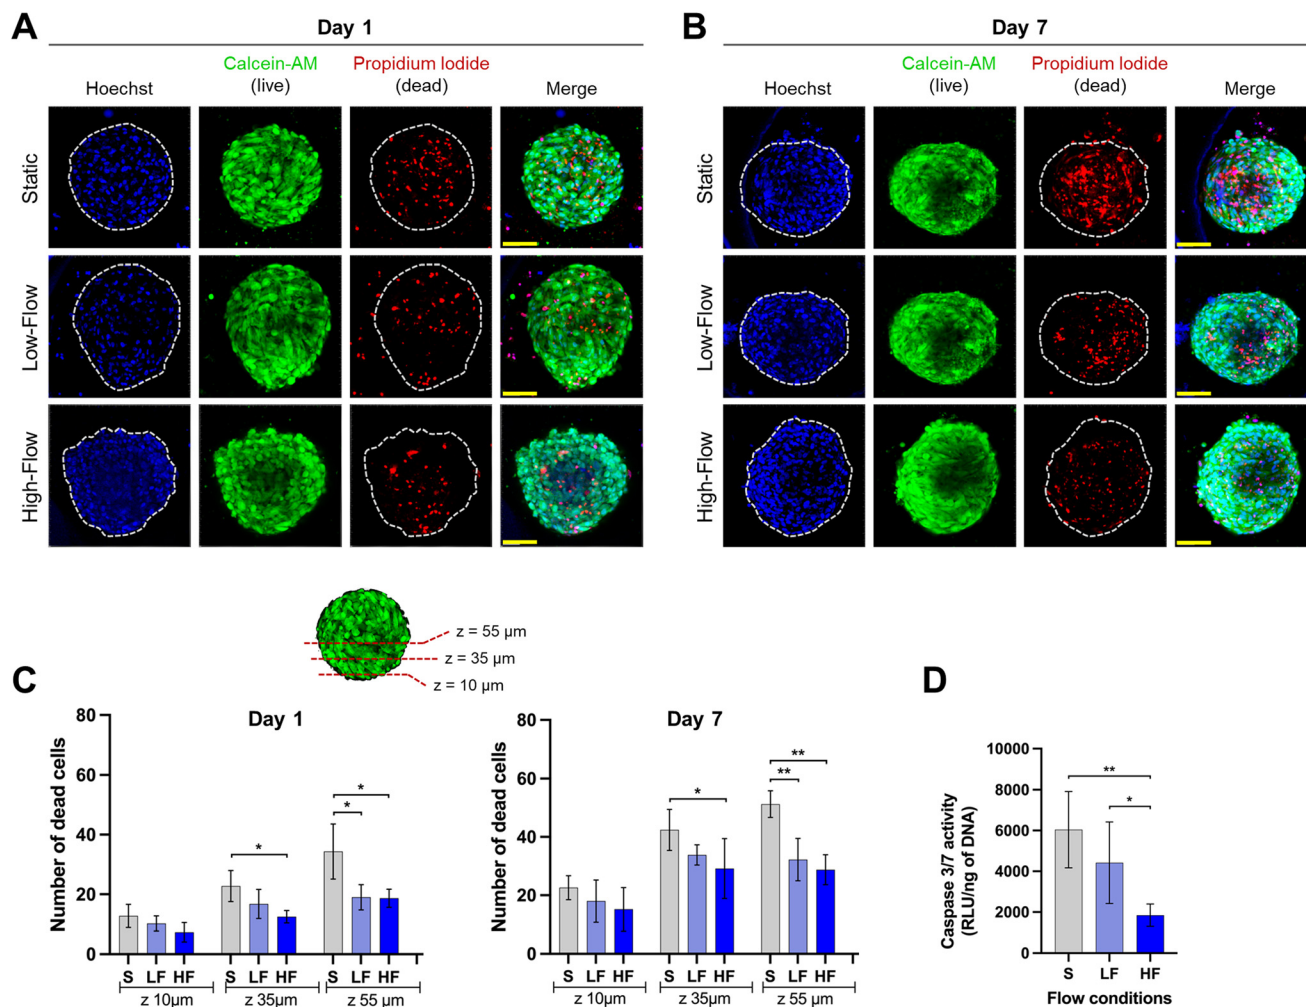 A
Day 1
Hoechst
Calcein-AM
(live)
Propidium Iodide
(dead)
Merge
Static
Low-Flow
High-Flow
B
Day 7
Hoechst
Calcein-AM
(live)
Propidium Iodide
(dead)
Merge
Static
Low-Flow
High-Flow
z = 55 µm
z = 35 µm
z = 10 µm
C
Day 1
Number of dead cells
80
60
40
20
0
*
*
*
S LF HF S LF HF S LF HF
z 10µm z 35µm z 55 µm
Day 7
Number of dead cells
80
60
40
20
0
*
**
**
S LF HF S LF HF S LF HF
z 10µm z 35µm z 55 µm
D
Caspase 3/7 activity
(RLU/ng of DNA)
10000
8000
6000
4000
2000
0
**
*
S LF HF
Flow conditions